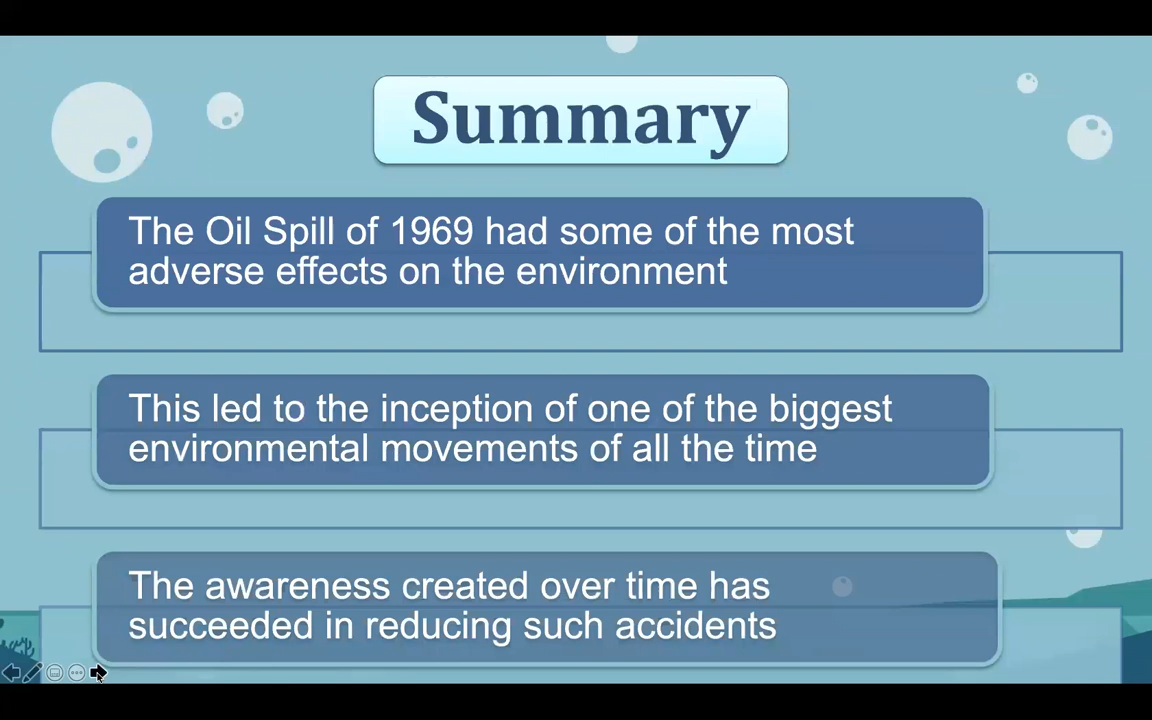 Summary
The Oil Spill of 1969 had some of the most
adverse effects on the environment
This led to the inception of one of the biggest
environmental movements of all the time
The awareness created over time has
succeeded in reducing such accidents